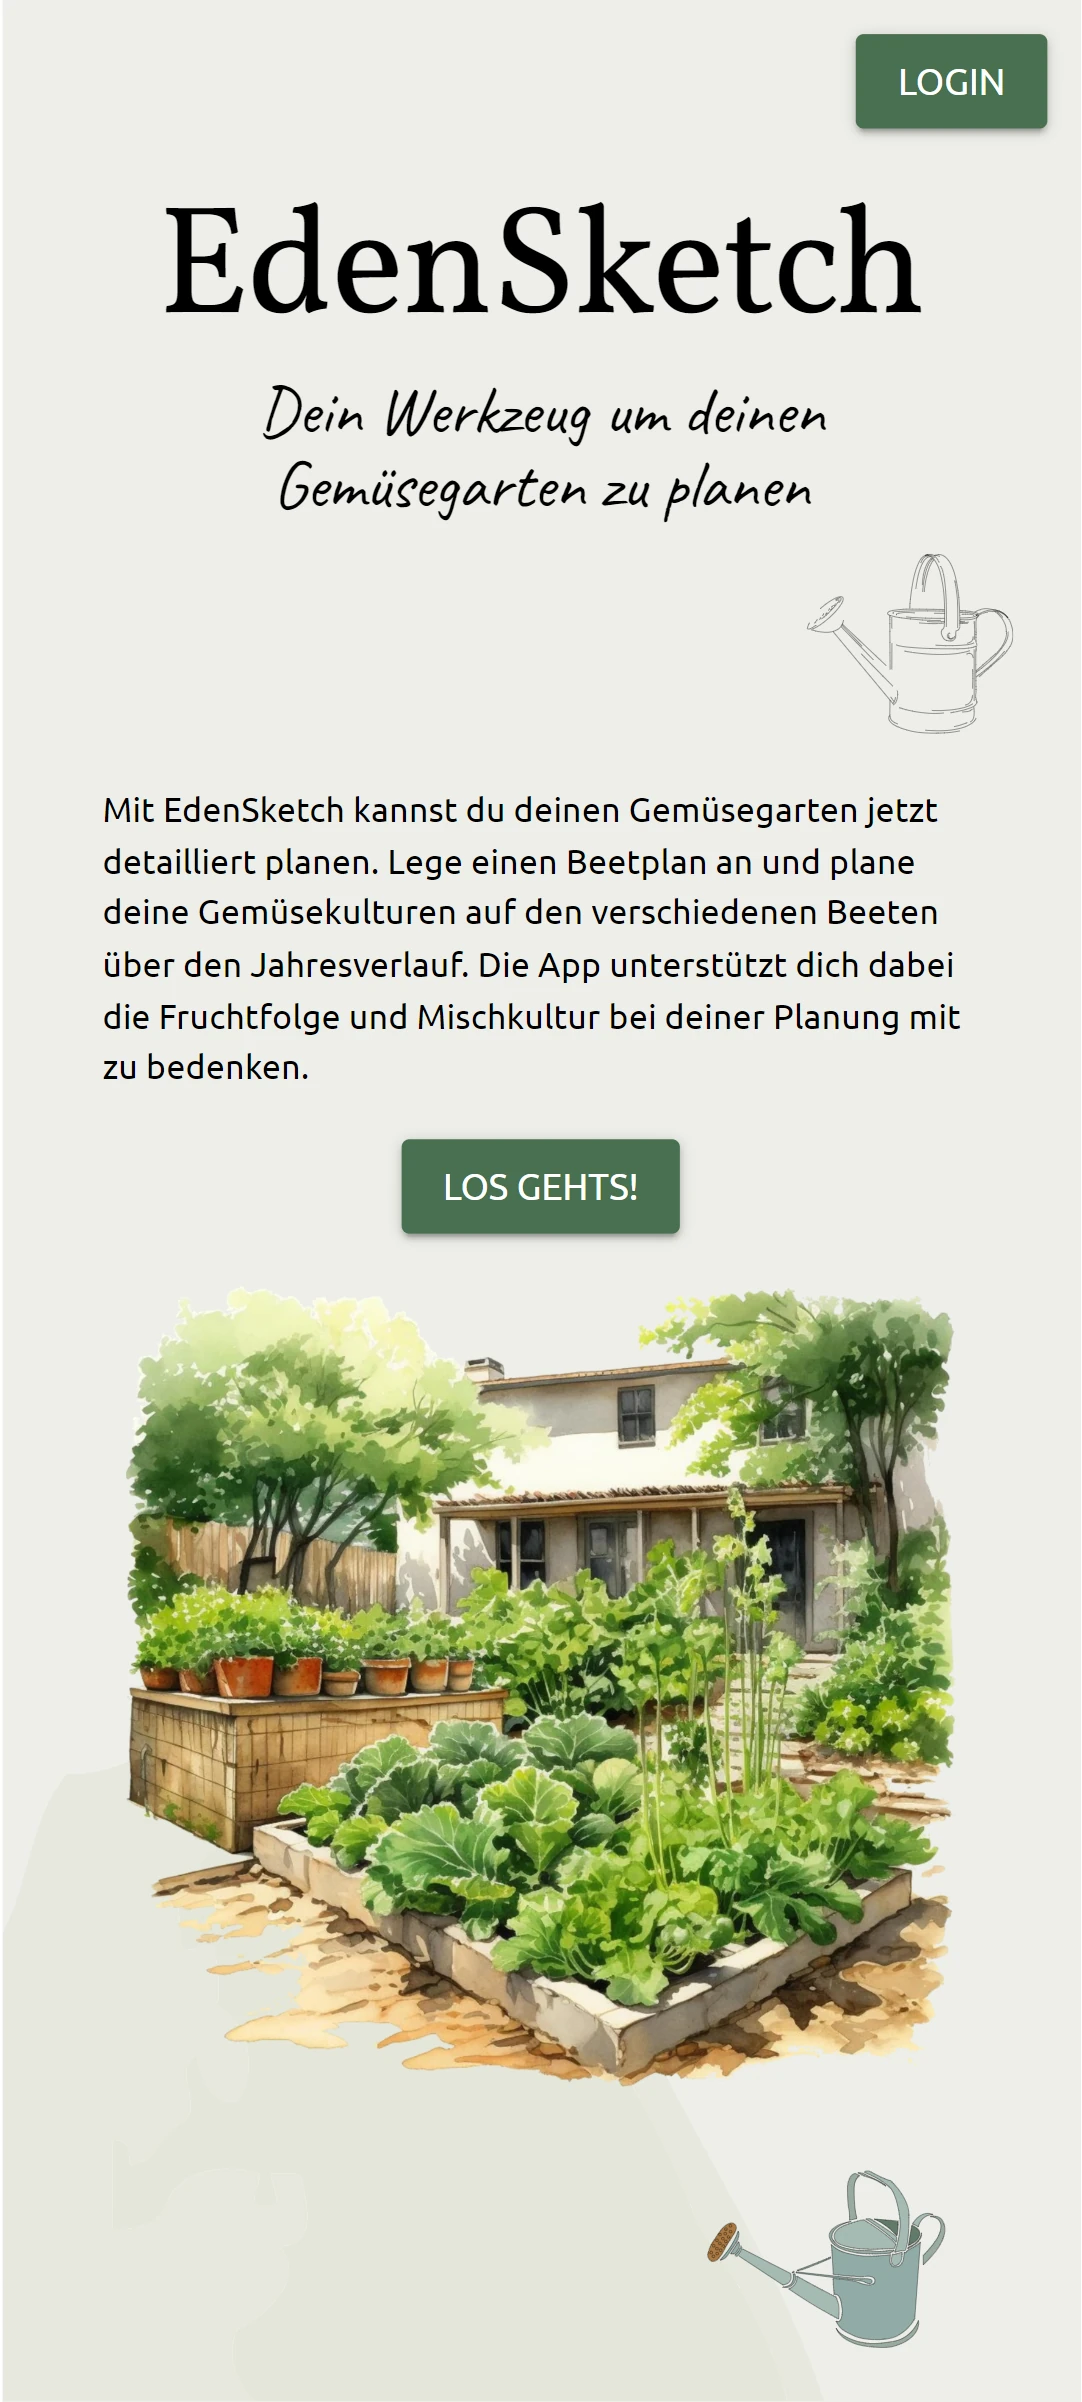 LOGIN
EdenSketch
Dein Werkzeug um deinen
Gemüsegarten zu planen
Mit EdenSketch kannst du deinen Gemüsegarten jetzt
detailliert planen. Lege einen Beetplan an und plane
deine Gemüsekulturen auf den verschiedenen Beeten
über den Jahresverlauf. Die App unterstützt dich dabei
die Fruchtfolge und Mischkultur bei deiner Planung mit
zu bedenken.
LOS GEHTS!